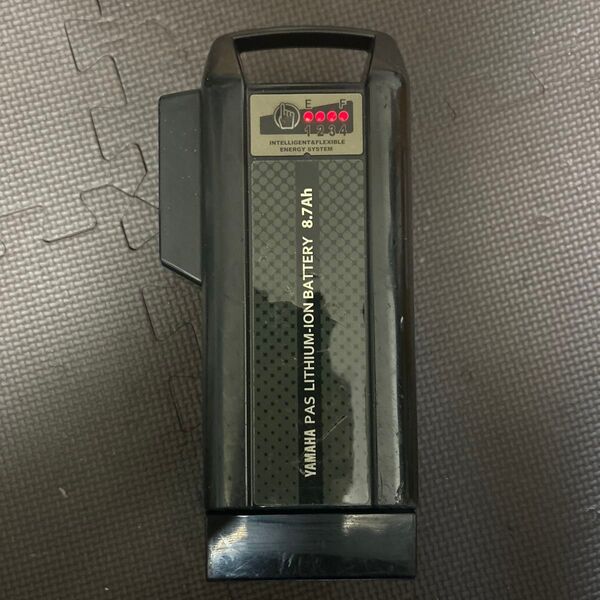 E F
1 2 3 4
INTELLIGENT&FLEXIBLE
ENERGY SYSTEM
YAMAHA PAS LITHIUM-ION BATTERY 8.7Ah